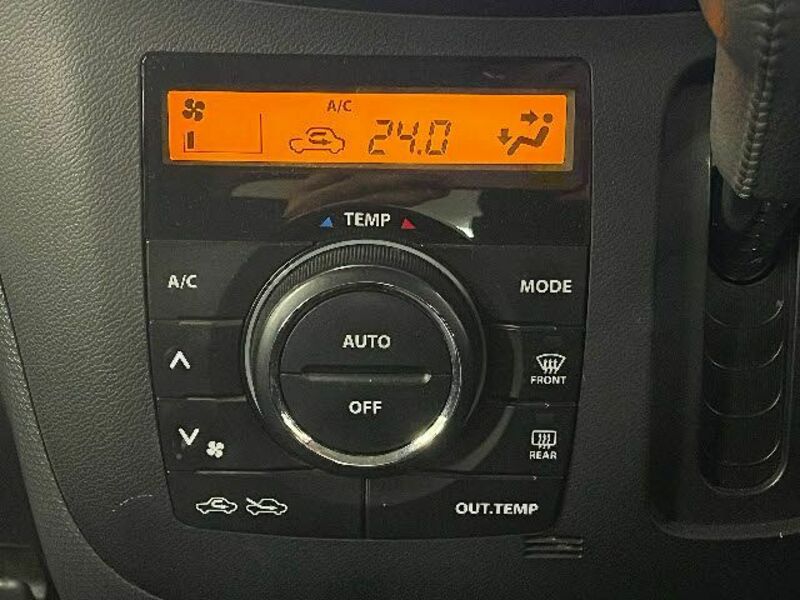 A/C
24.0
TEMP
A/C
MODE
AUTO
FRONT
OFF
REAR
OUT.TEMP